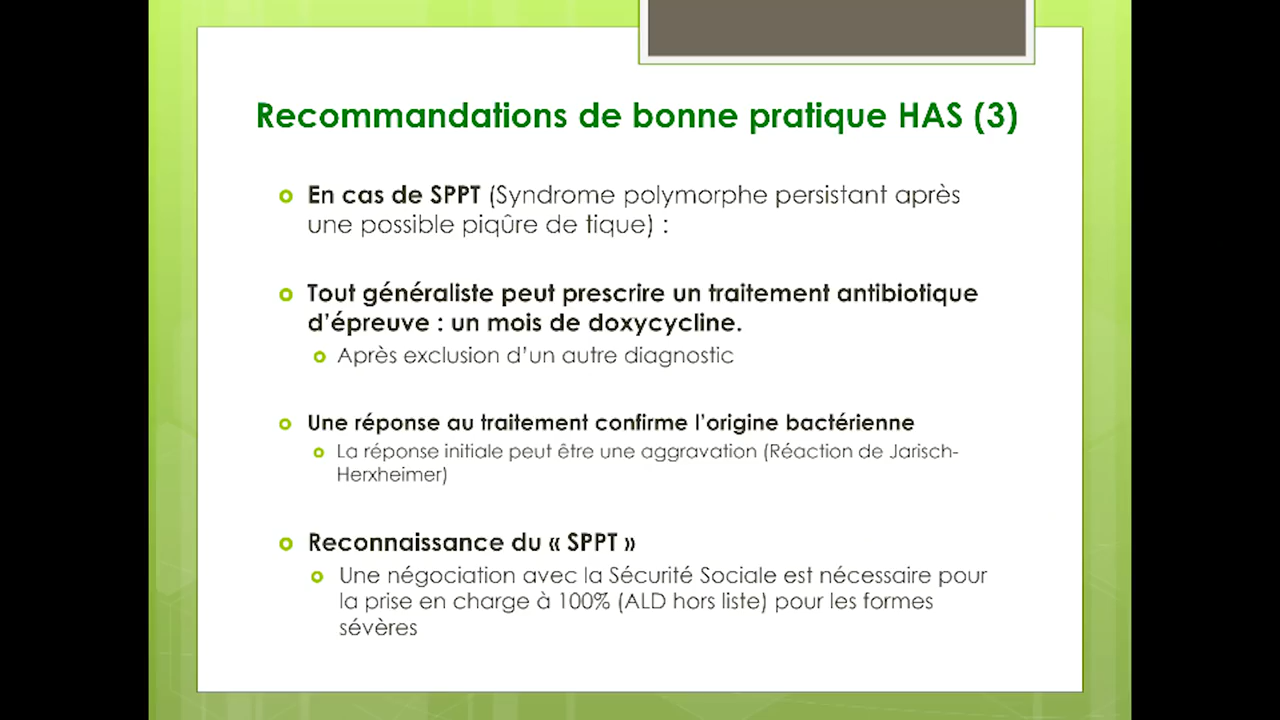 Recommandations de bonne pratique HAS (3)
En cas de SPPT (Syndrome polymorphe persistant après
une possible piqûre de tique) :
Tout généraliste peut prescrire un traitement antibiotique
d'épreuve : un mois de doxycycline.
Après exclusion d'un autre diagnostic
Une réponse au traitement confirme l'origine bactérienne
La réponse initiale peut être une aggravation (Réaction de Jarisch-
Herxheimer)
Reconnaissance du « SPPT »
Une négociation avec la Sécurité Sociale est nécessaire pour
la prise en charge à 100% (ALD hors liste) pour les formes
sévères